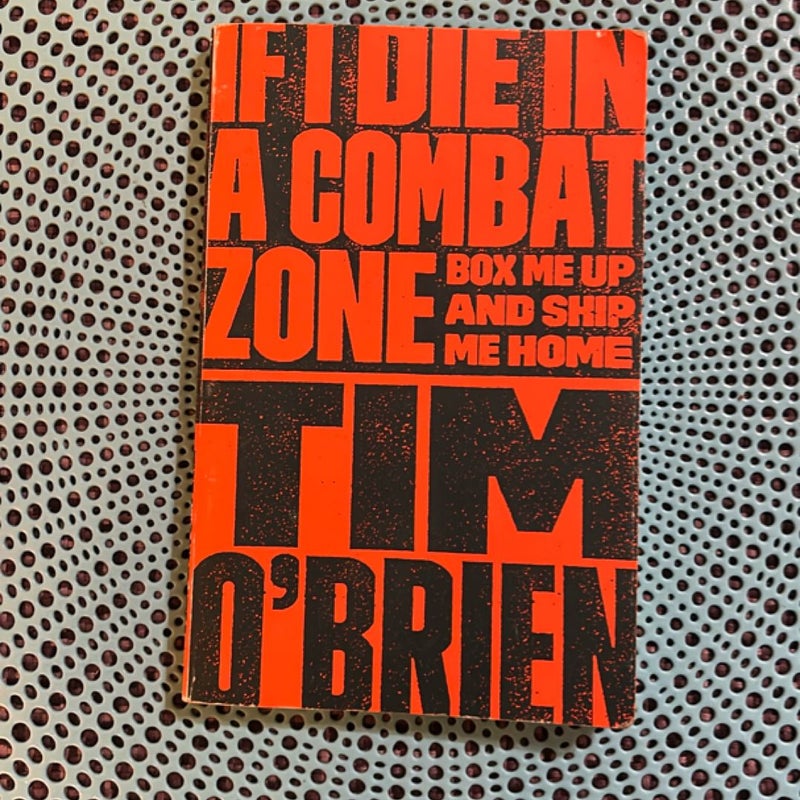 IF I DIE IN
A COMBAT
ZONE
BOX ME UP
AND SHIP
ME HOME
TIM
O'BRIEN